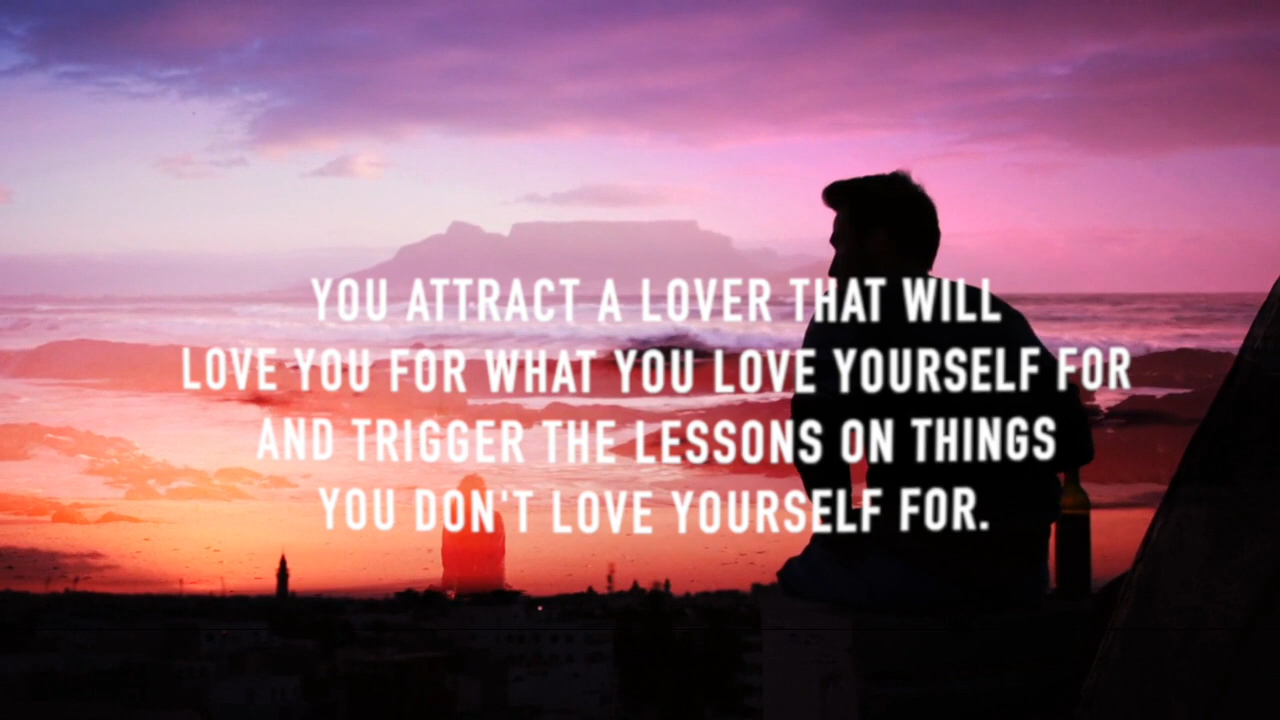 YOU ATTRACT A LOVER THAT WILL
LOVE YOU FOR WHAT YOU LOVE YOURSELF FOR
AND TRIGGER THE LESSONS ON THINGS
YOU DON'T LOVE YOURSELF FOR.